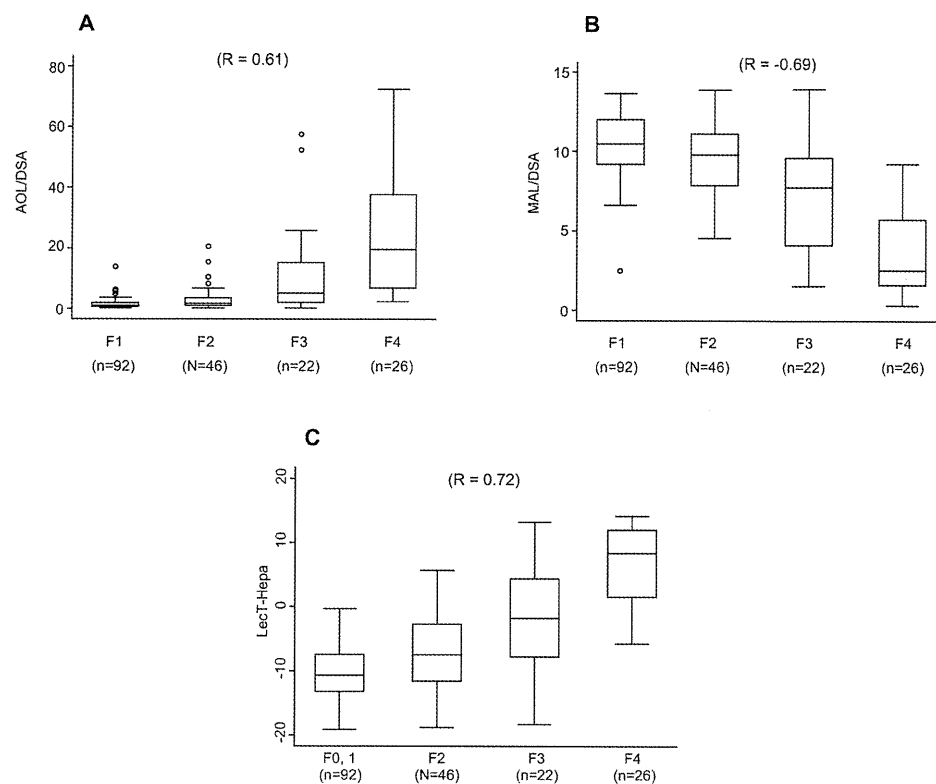 A
(R = 0.61)
80
60
40
20
0
AOL/DSA
F1
F2
F3
F4
(n=92)
(N=46)
(n=22)
(n=26)
B
(R = -0.69)
15
10
5
0
MAL/DSA
F1
F2
F3
F4
(n=92)
(N=46)
(n=22)
(n=26)
C
(R = 0.72)
20
10
0
-10
-20
LecT-Hepa
F0, 1
F2
F3
F4
(n=92)
(N=46)
(n=22)
(n=26)